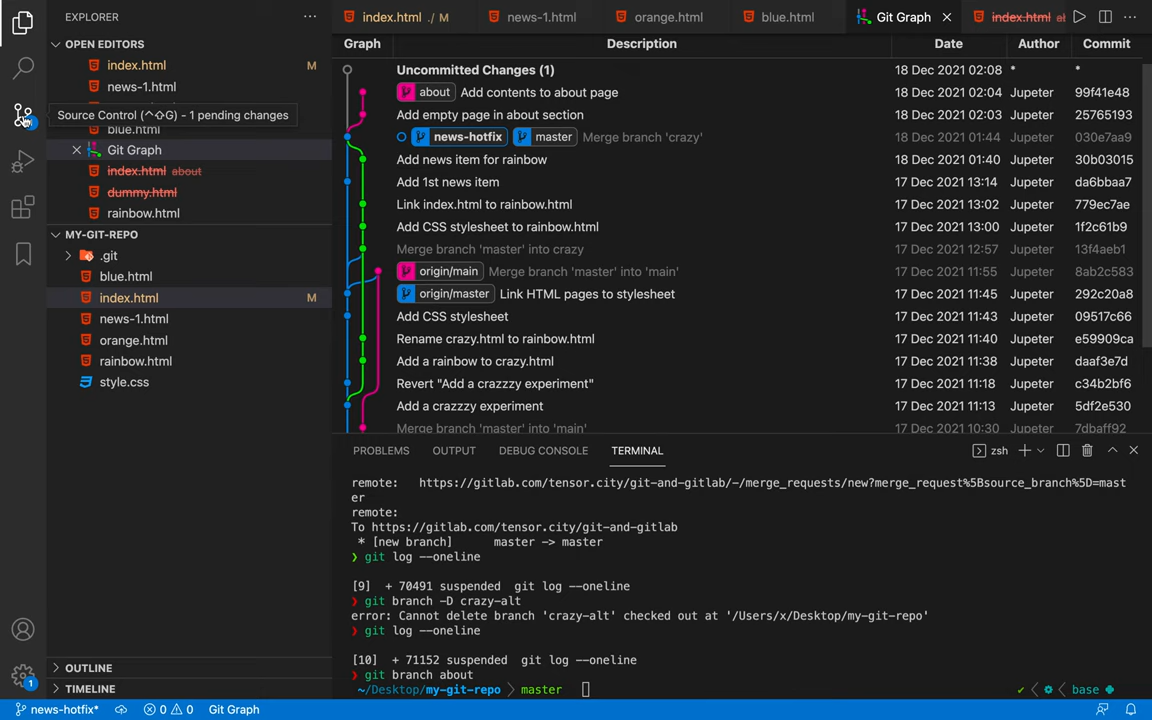 EXPLORER
OPEN EDITORS
index.html M
news-1.html
Source Control (^⇧G) - 1 pending changes
blue.html
Git Graph
index.html about
dummy.html
rainbow.html
MY-GIT-REPO
.git
blue.html
index.html M
news-1.html
orange.html
rainbow.html
style.css
OUTLINE
TIMELINE
1
index.html ./ M news-1.html orange.html blue.html Git Graph index.html ab
Graph Description Date Author Commit
Uncommitted Changes (1) 18 Dec 2021 02:08 * *
about Add contents to about page 18 Dec 2021 02:04 Jupeter 99f41e48
Add empty page in about section 18 Dec 2021 02:03 Jupeter 25765193
news-hotfix master Merge branch 'crazy' 18 Dec 2021 01:44 Jupeter 030e7aa9
Add news item for rainbow 18 Dec 2021 01:40 Jupeter 30b03015
Add 1st news item 17 Dec 2021 13:14 Jupeter da6bbaa7
Link index.html to rainbow.html 17 Dec 2021 13:02 Jupeter 779ec7ae
Add CSS stylesheet to rainbow.html 17 Dec 2021 13:00 Jupeter 1f2c61b9
Merge branch 'master' into crazy 17 Dec 2021 12:57 Jupeter 13f4aeb1
origin/main Merge branch 'master' into 'main' 17 Dec 2021 11:55 Jupeter 8ab2c583
origin/master Link HTML pages to stylesheet 17 Dec 2021 11:45 Jupeter 292c20a8
Add CSS stylesheet 17 Dec 2021 11:43 Jupeter 09517c66
Rename crazy.html to rainbow.html 17 Dec 2021 11:40 Jupeter e59909ca
Add a rainbow to crazy.html 17 Dec 2021 11:38 Jupeter daaf3e7d
Revert "Add a crazzzy experiment" 17 Dec 2021 11:18 Jupeter c34b2bf6
Add a crazzzy experiment 17 Dec 2021 11:13 Jupeter 5df2e530
Merge branch 'master' into 'main' 17 Dec 2021 10:30 Jupeter 7dbaff92
PROBLEMS OUTPUT DEBUG CONSOLE TERMINAL zsh
remote: https://gitlab.com/tensor.city/git-and-gitlab/-/merge_requests/new?merge_request%5Bsource_branch%5D=mast
er
remote:
To https://gitlab.com/tensor.city/git-and-gitlab
* [new branch] master -> master
❯ git log --oneline
[9] + 70491 suspended git log --oneline
❯ git branch -D crazy-alt
error: Cannot delete branch 'crazy-alt' checked out at '/Users/x/Desktop/my-git-repo'
❯ git log --oneline
[10] + 71152 suspended git log --oneline
❯ git branch about
~/Desktop/my-git-repo master ✓ base
news-hotfix* 0 0 Git Graph